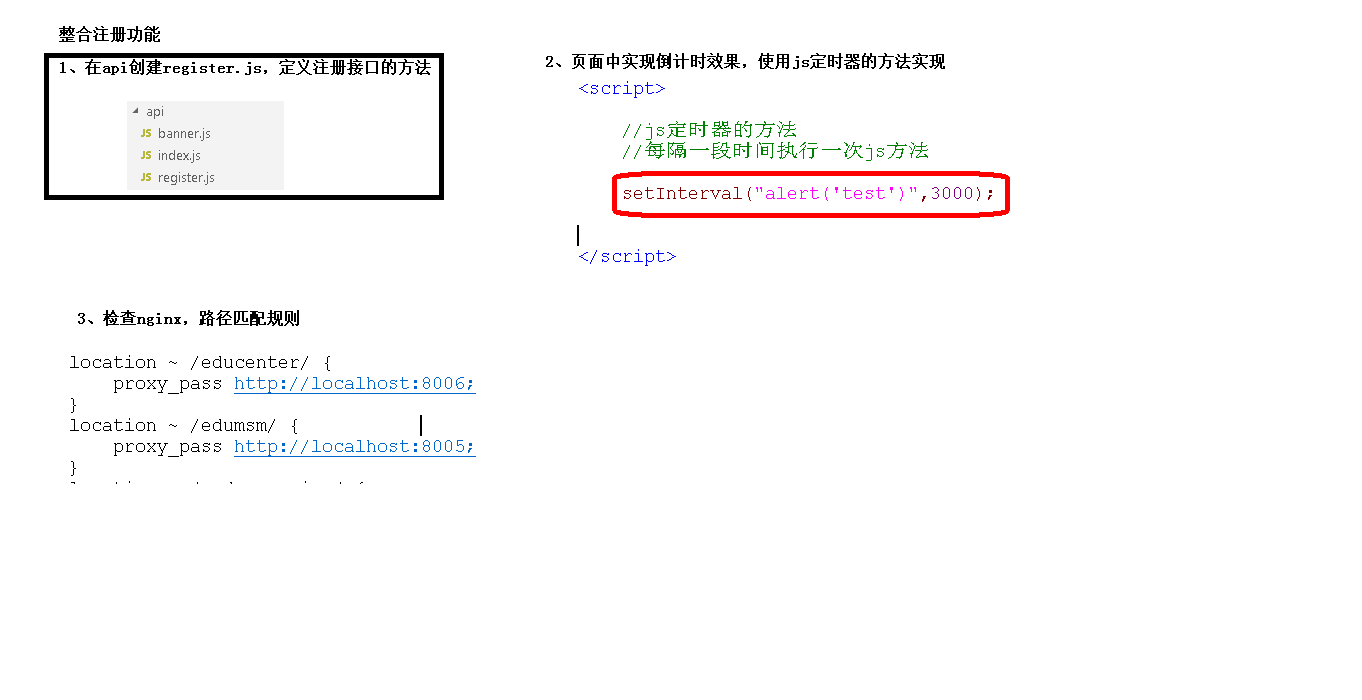 整合注册功能
1、在api创建register.js，定义注册接口的方法
api
JS banner.js
JS index.js
JS register.js
2、页面中实现倒计时效果，使用js定时器的方法实现
<script>
//js定时器的方法
//每隔一段时间执行一次js方法
setInterval("alert('test')",3000);
</script>
3、检查nginx，路径匹配规则
location ~ /educenter/ {
proxy_pass http://localhost:8006;
}
location ~ /edumsm/ {
proxy_pass http://localhost:8005;
}